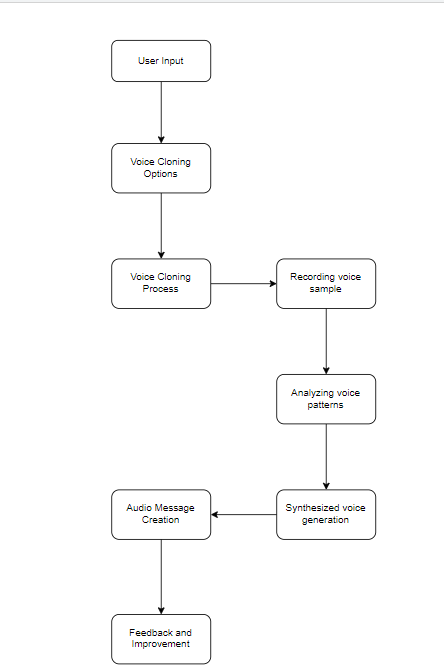 User Input
Voice Cloning
Options
Voice Cloning
Process
Recording voice
sample
Analyzing voice
patterns
Synthesized voice
generation
Audio Message
Creation
Feedback and
Improvement